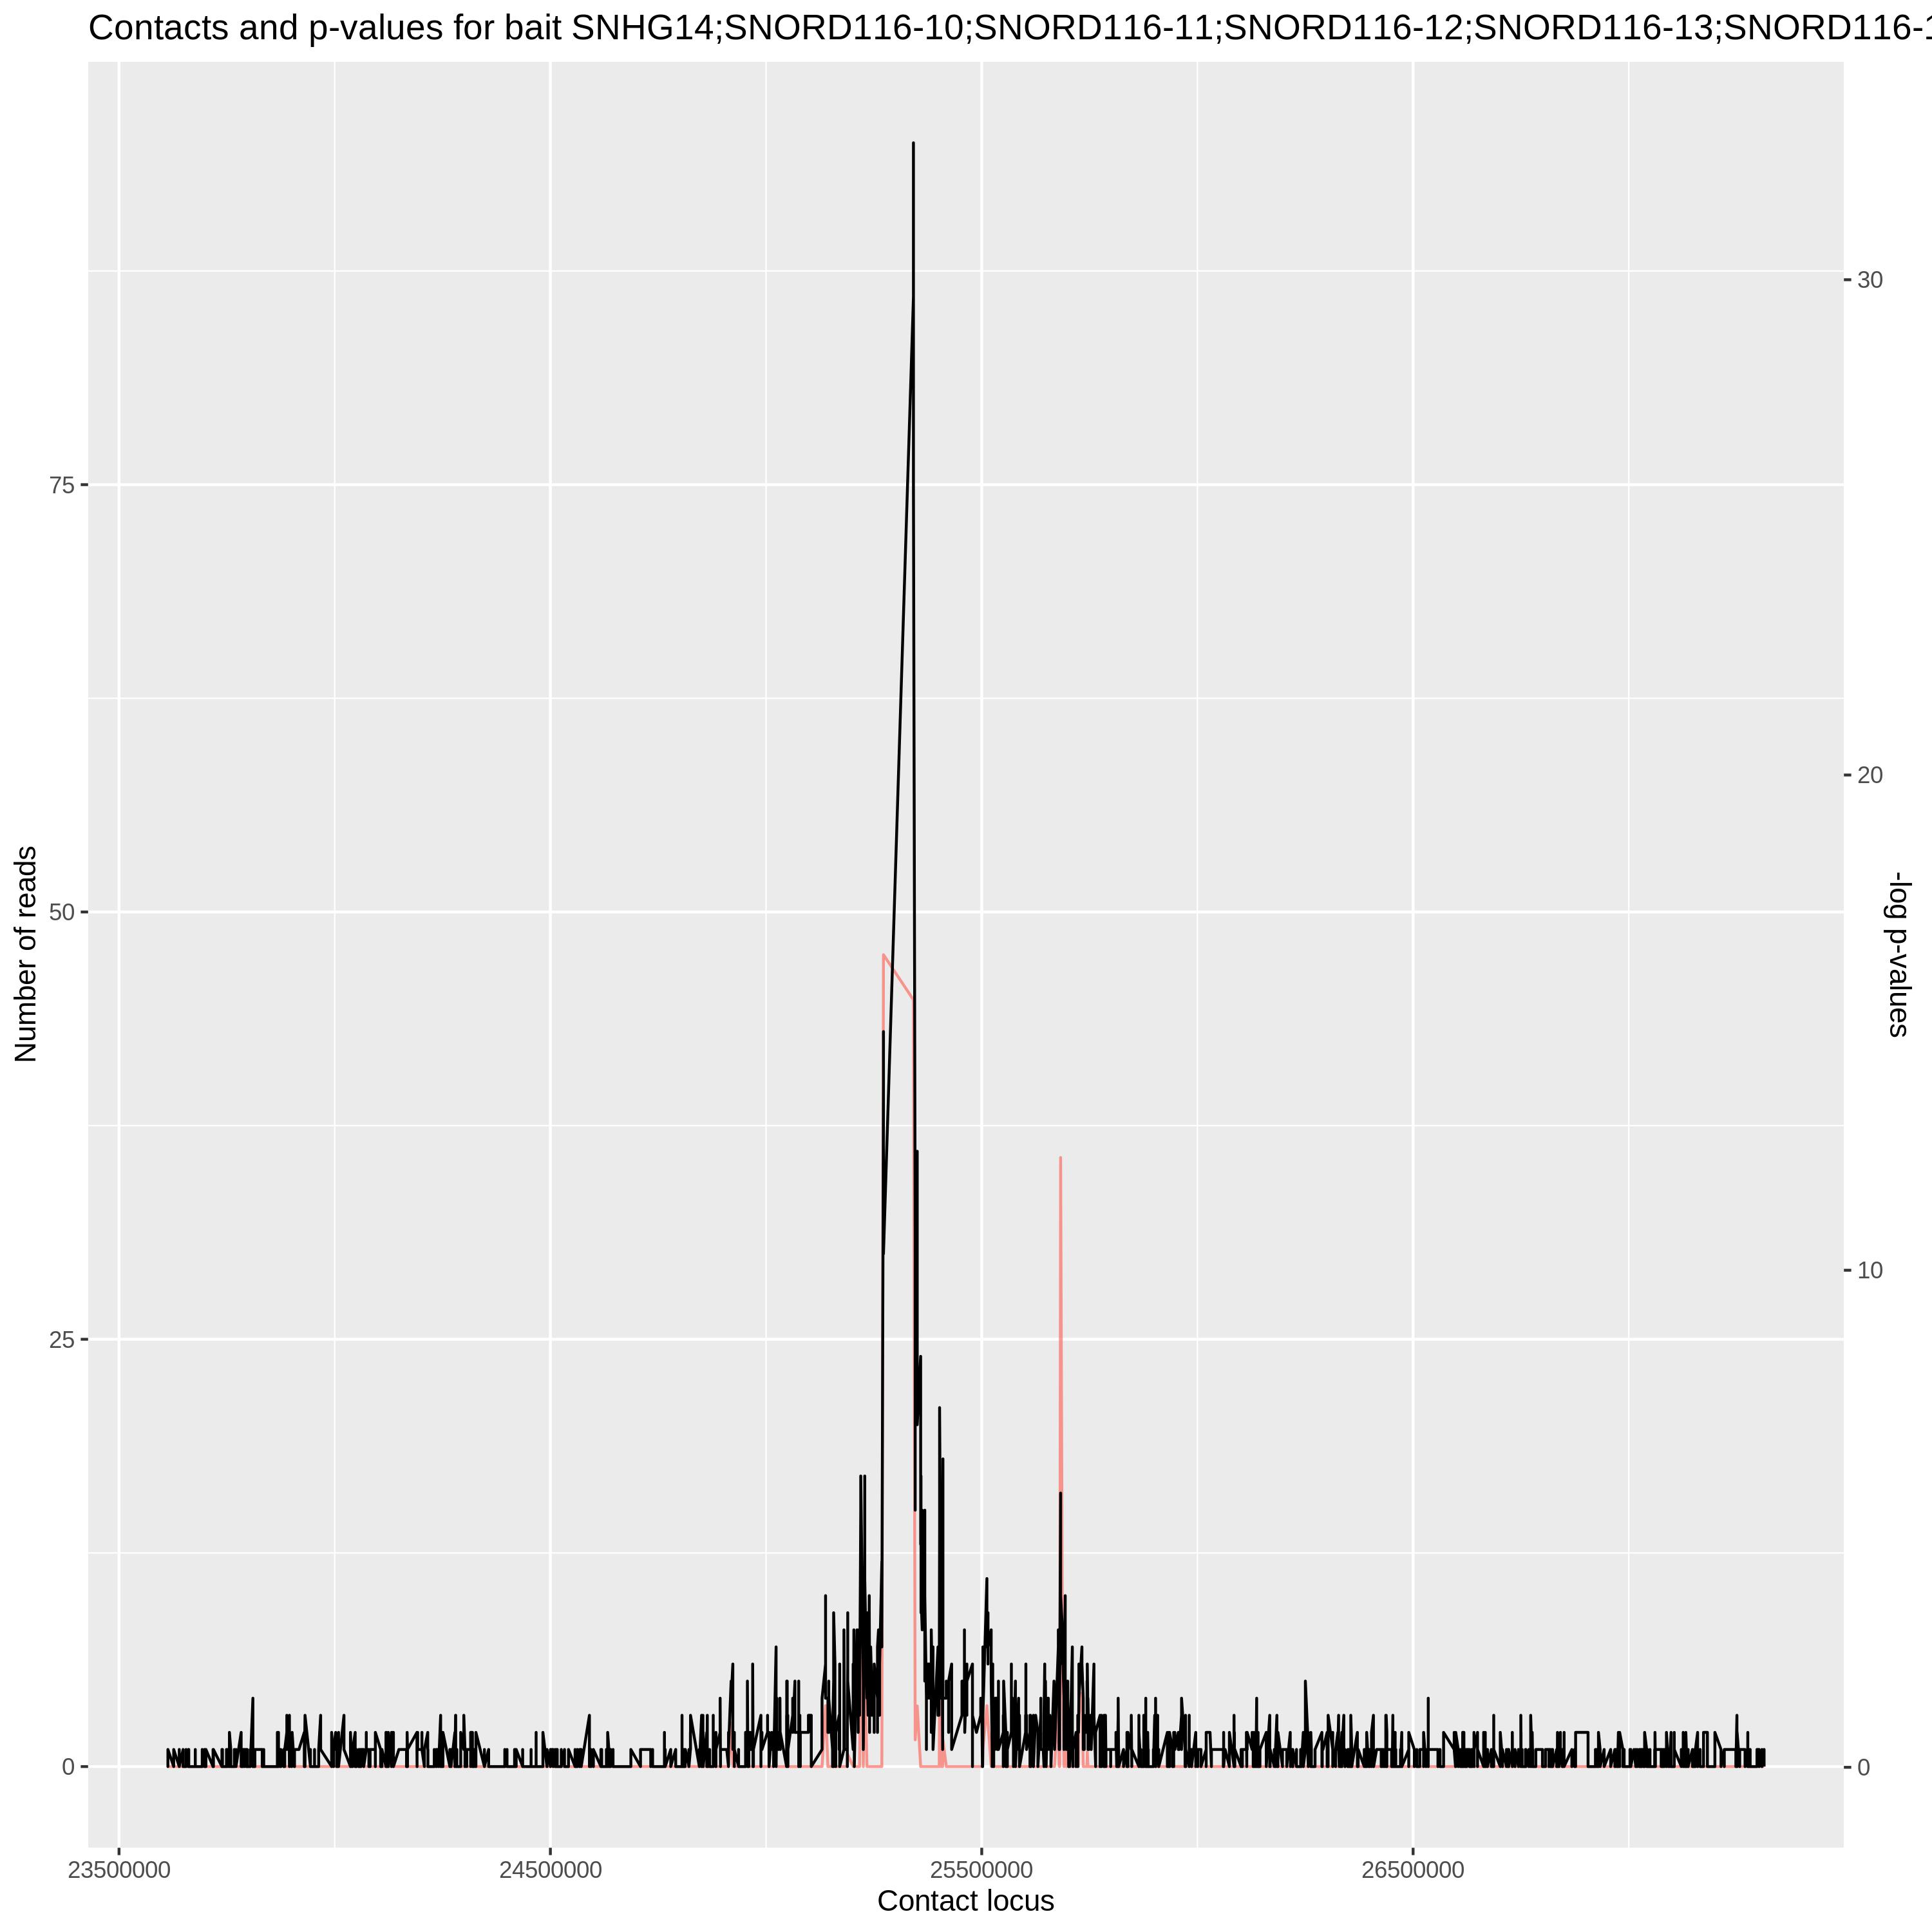 Contacts and p-values for bait SNHG14;SNORD116-10;SNORD116-11;SNORD116-12;SNORD116-13;SNORD116-1
75
50
25
0
Number of reads
30
20
10
0
-log p-values
23500000 24500000 25500000 26500000
Contact locus